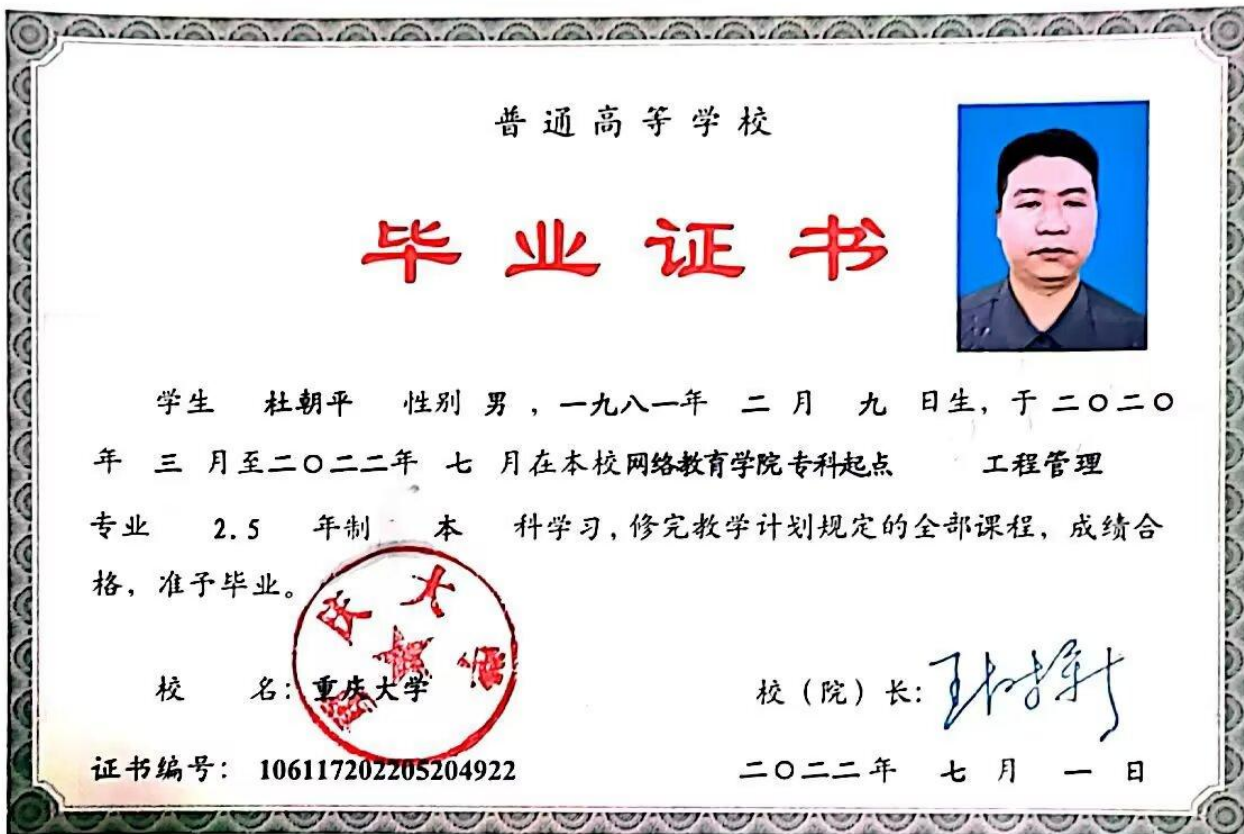 普通高等学校
毕业证书
学生 杜朝平 性别 男 ，一九八一年 二 月 九 日生，于 二〇二〇
年 三 月至二〇二二年 七 月在本校网络教育学院专科起点 工程管理
专业 2.5 年制 本 科学习，修完教学计划规定的全部课程，成绩合
格，准予毕业。
重庆大学
校 名：重庆大学 校（院）长：
证书编号： 106117202205204922 二〇二二年 七 月 一 日